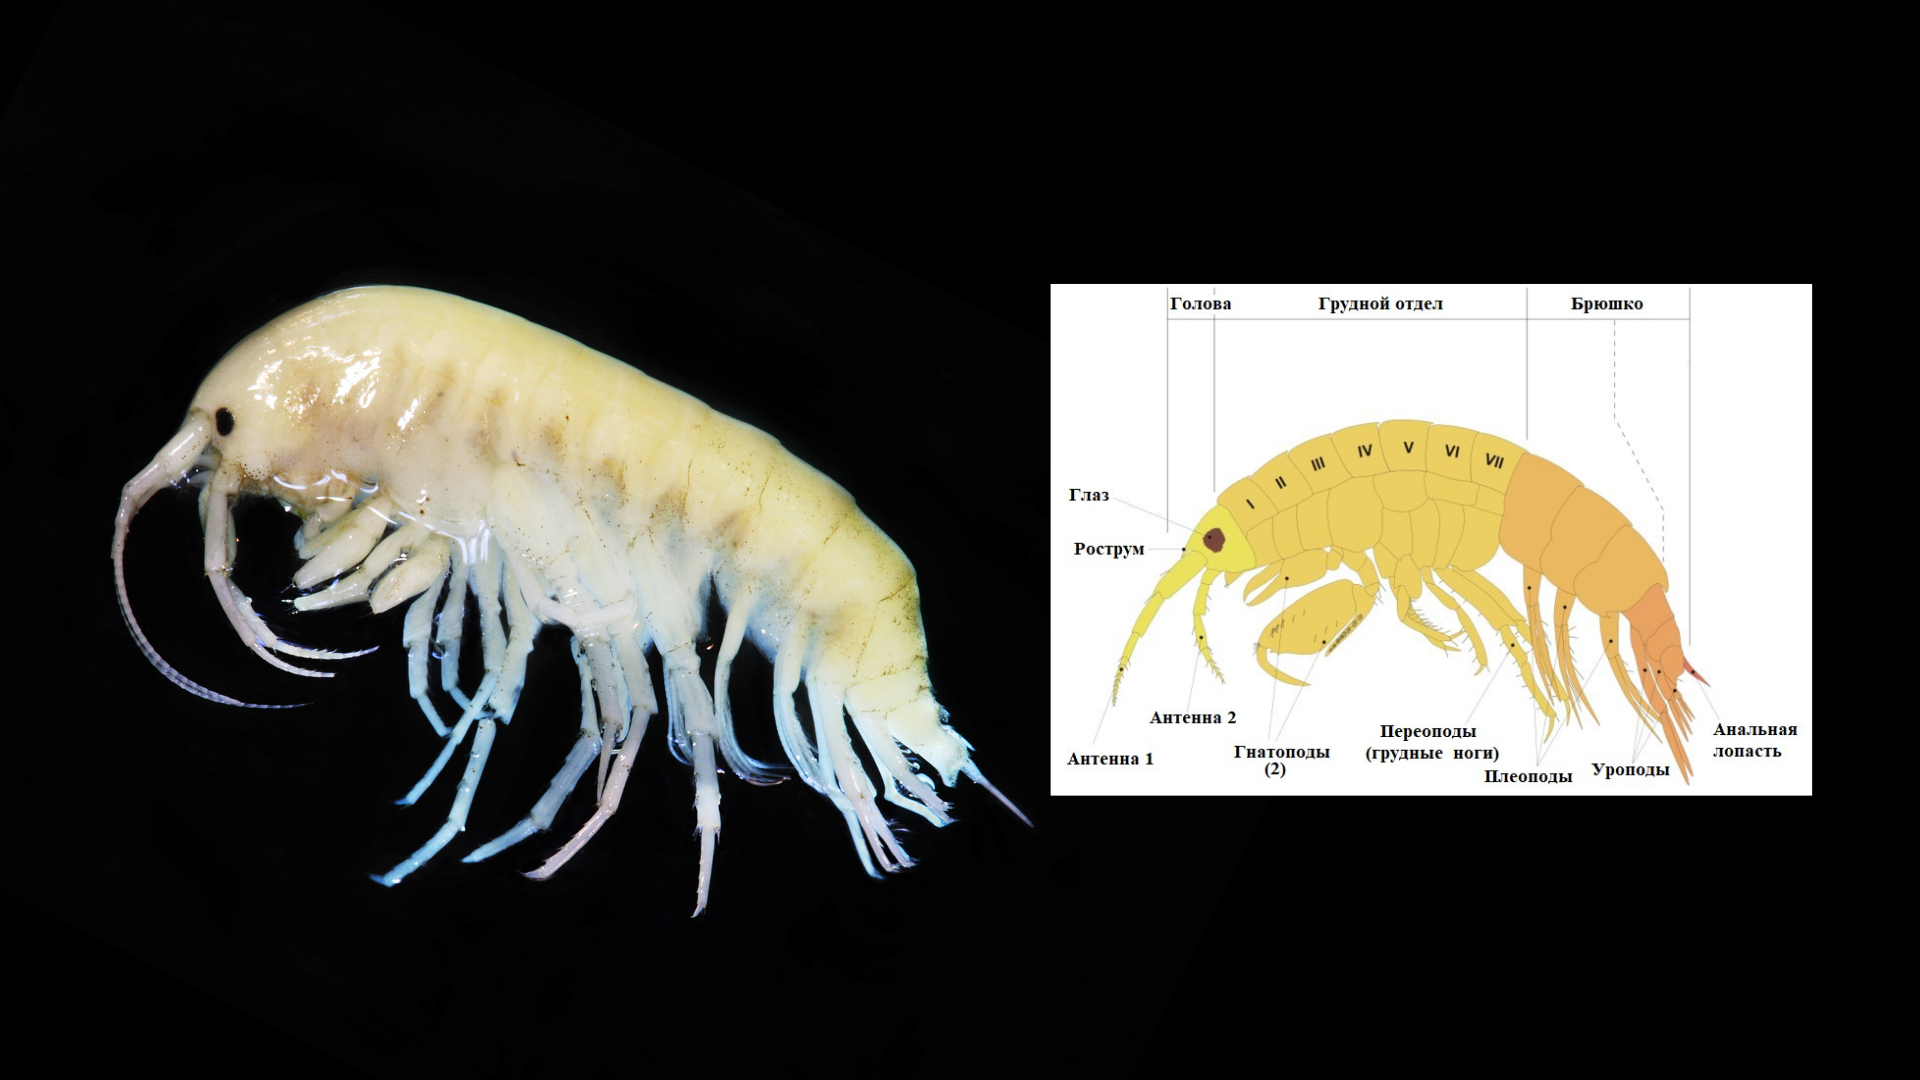 Голова
Грудной отдел
Брюшко
I
II
III
IV
V
VI
VII
Глаз
Рострум
Антенна 2
Антенна 1
Гнатоподы
(2)
Переоподы
(грудные ноги)
Плеоподы
Уроподы
Анальная
лопасть